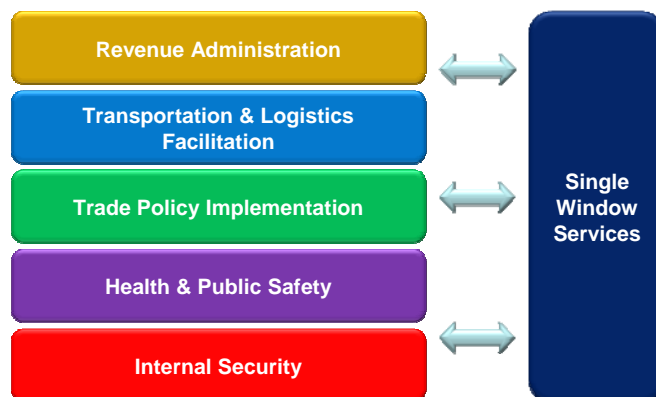 Revenue Administration
Transportation & Logistics
Facilitation
Trade Policy Implementation
Health & Public Safety
Internal Security
Single
Window
Services